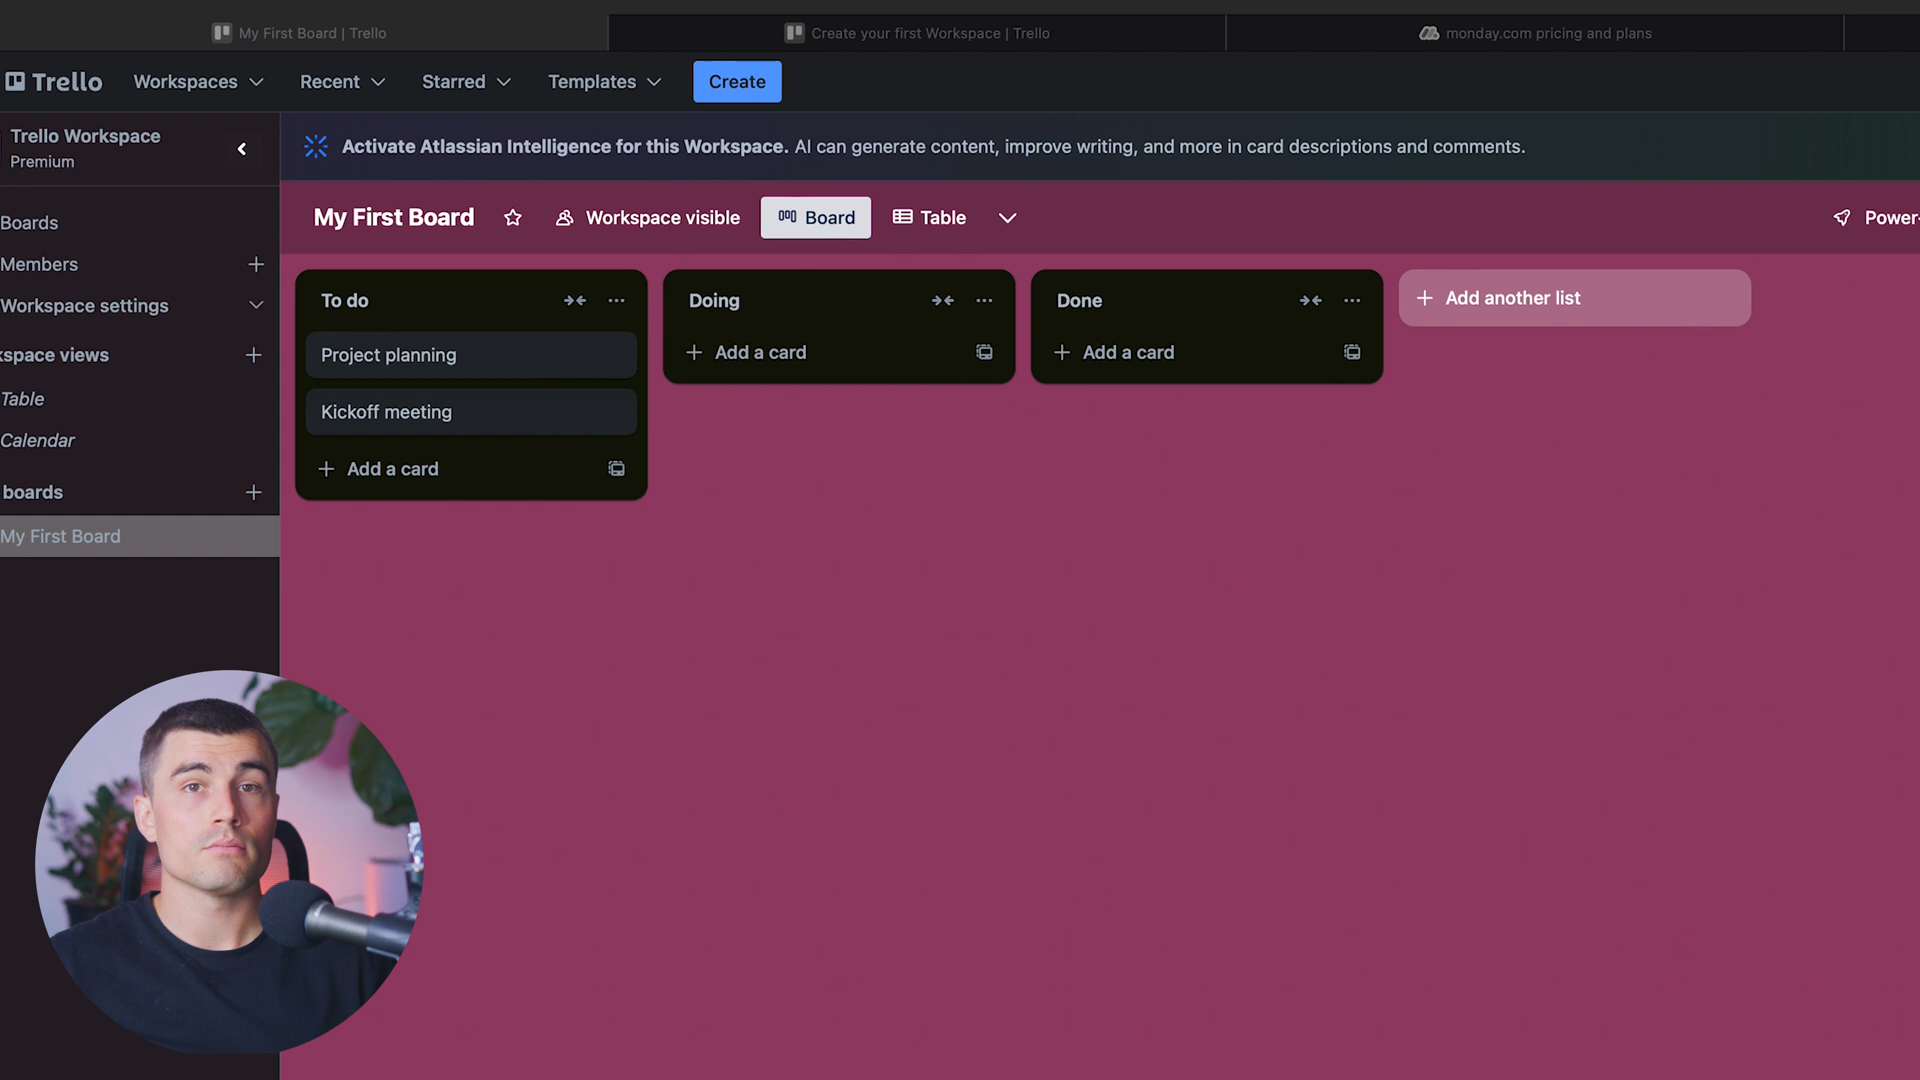 My First Board | Trello
Create your first Workspace | Trello
monday.com pricing and plans
Trello
Workspaces
Recent
Starred
Templates
Create
Trello Workspace
Premium
Activate Atlassian Intelligence for this Workspace. AI can generate content, improve writing, and more in card descriptions and comments.
My First Board
Workspace visible
Board
Table
Power-
Boards
Members
Workspace settings
kspace views
Table
Calendar
boards
My First Board
To do
Project planning
Kickoff meeting
Add a card
Doing
Add a card
Done
Add a card
Add another list